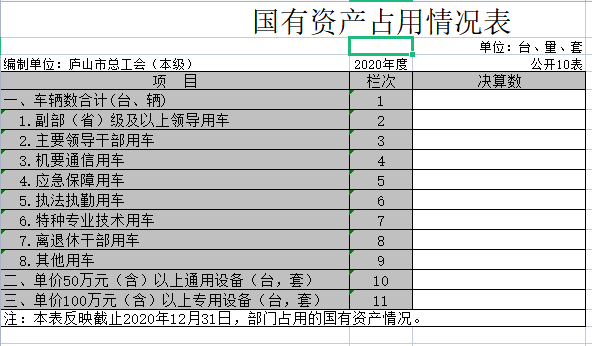 国有资产占用情况表
单位：台、量、套
编制单位：庐山市总工会（本级） 2020年度 公开10表
项 目 栏次 决算数
一、车辆数合计(台、辆) 1
1.副部（省）级及以上领导用车 2
2.主要领导干部用车 3
3.机要通信用车 4
4.应急保障用车 5
5.执法执勤用车 6
6.特种专业技术用车 7
7.离退休干部用车 8
8.其他用车 9
二、单价50万元（含）以上通用设备（台，套） 10
三、单价100万元（含）以上专用设备（台，套） 11
注：本表反映截止2020年12月31日，部门占用的国有资产情况。